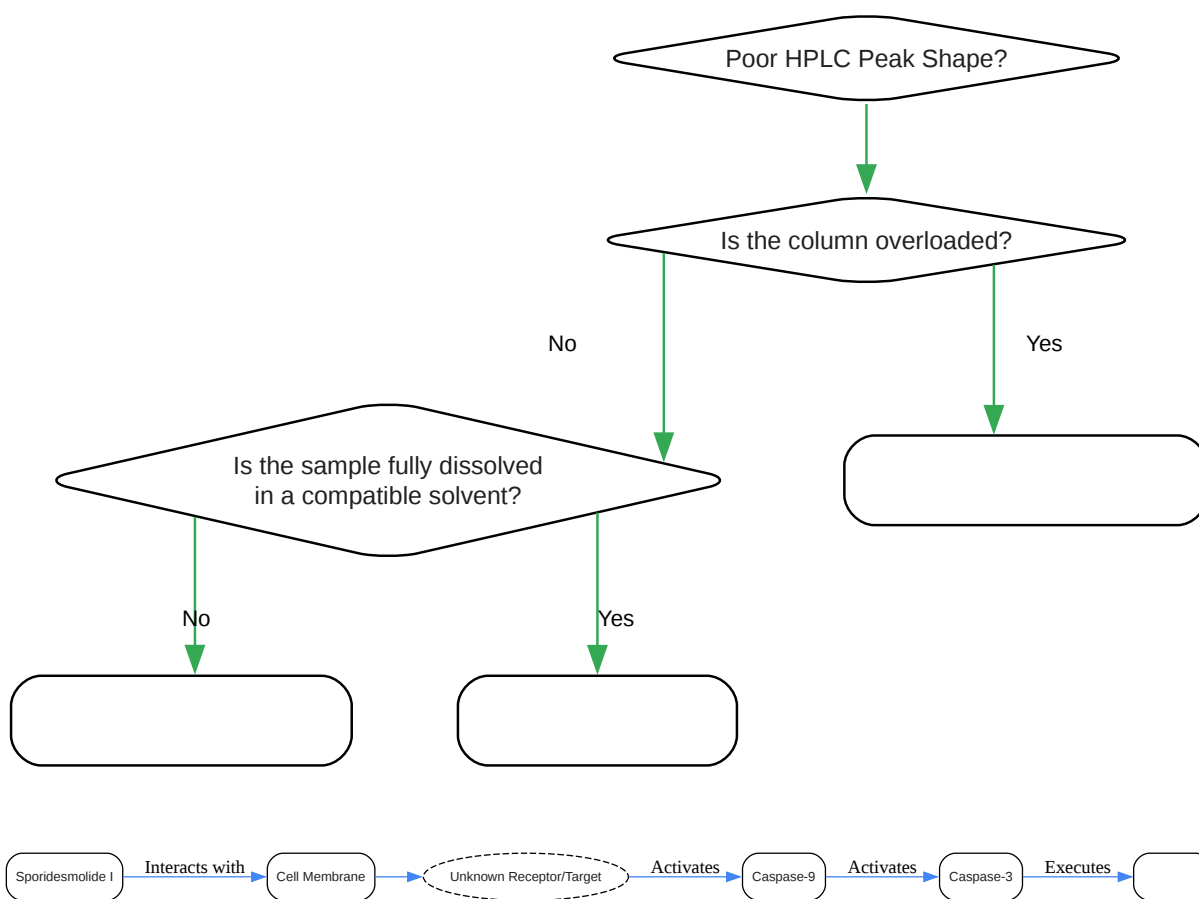 Poor HPLC Peak Shape?
Is the column overloaded?
No
Yes
Is the sample fully dissolved
in a compatible solvent?
No
Yes
Sporidesmolide I
Interacts with
Cell Membrane
Unknown Receptor/Target
Activates
Caspase-9
Activates
Caspase-3
Executes